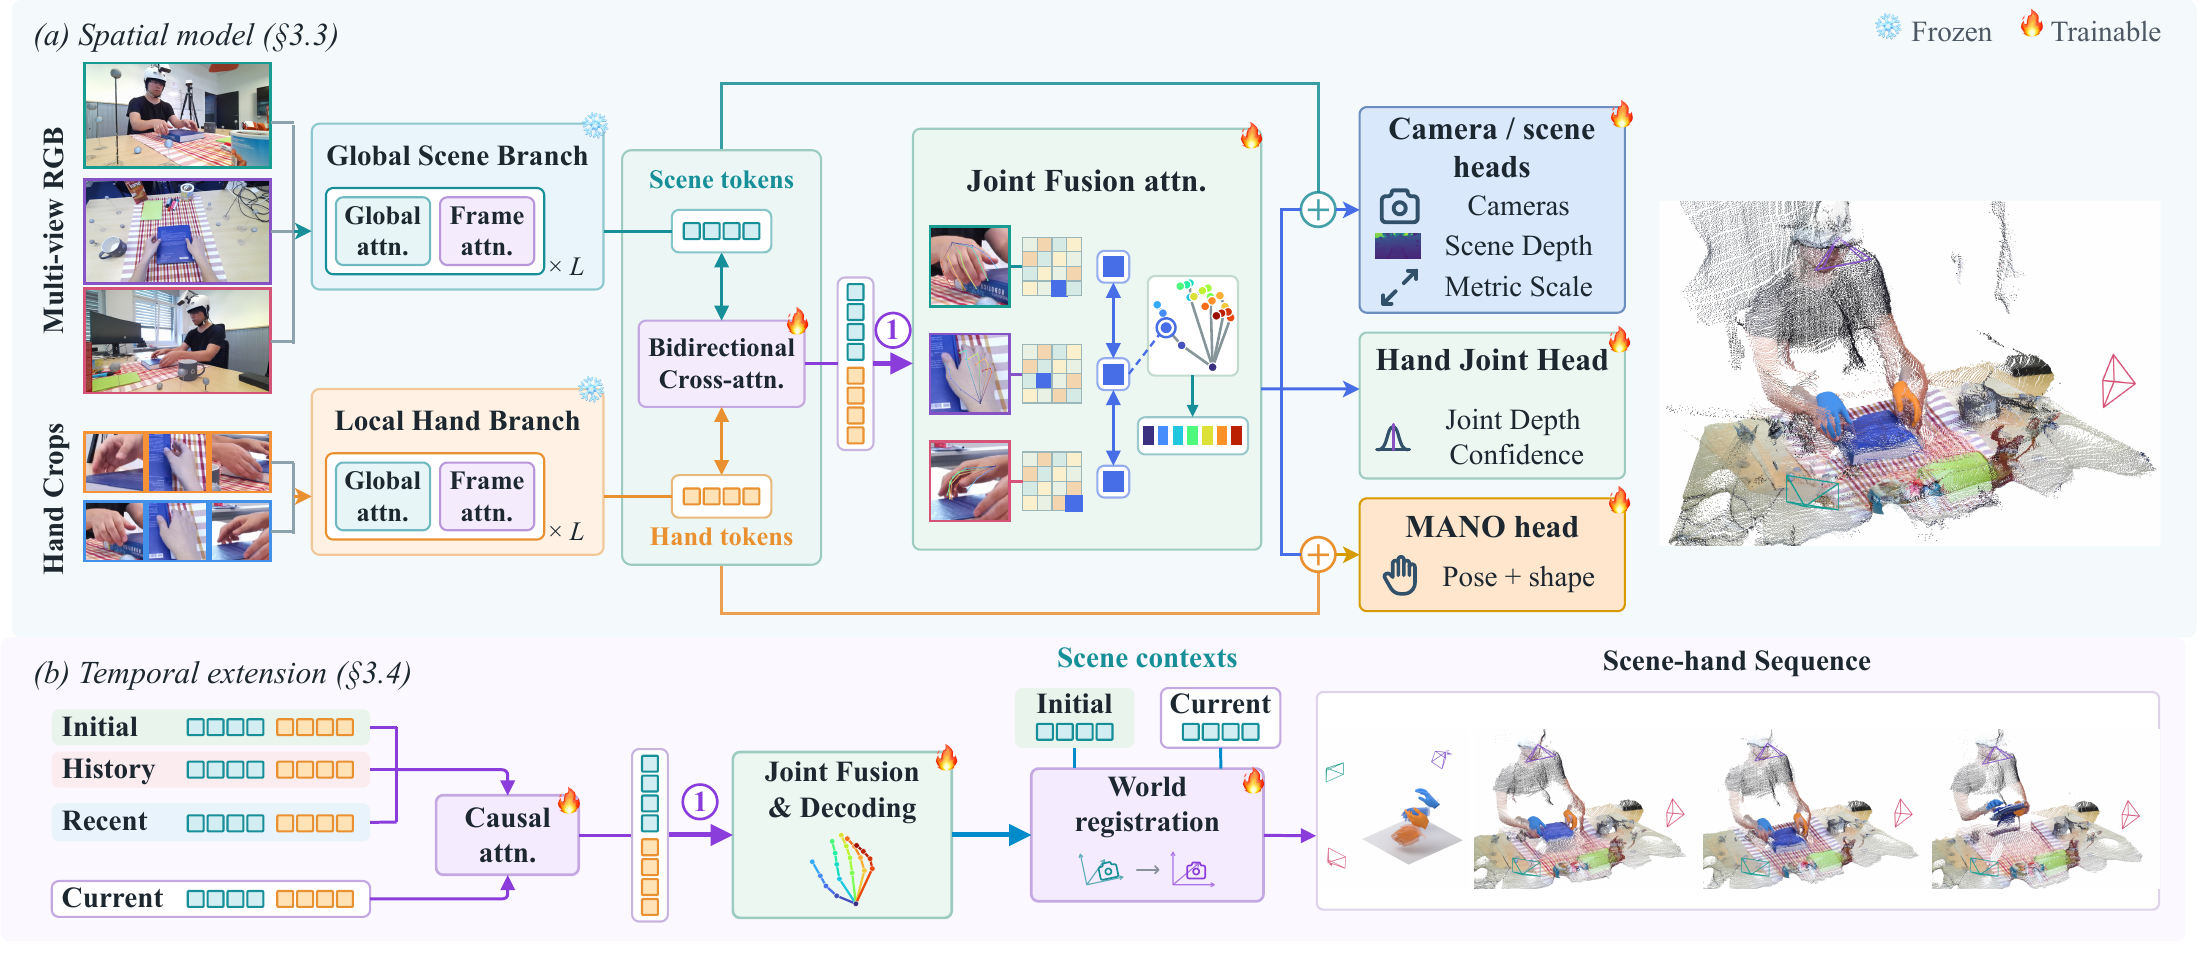 (a) Spatial model (§3.3)
Frozen
Trainable
Multi-view RGB
Hand Crops
Global Scene Branch
Global attn.
Frame attn.
× L
Local Hand Branch
Global attn.
Frame attn.
× L
Scene tokens
Bidirectional
Cross-attn.
Hand tokens
1
Joint Fusion attn.
Camera / scene
heads
Cameras
Scene Depth
Metric Scale
Hand Joint Head
Joint Depth
Confidence
MANO head
Pose + shape
(b) Temporal extension (§3.4)
Initial
History
Recent
Current
Causal
attn.
1
Joint Fusion
& Decoding
Scene contexts
Initial
Current
World
registration
Scene-hand Sequence